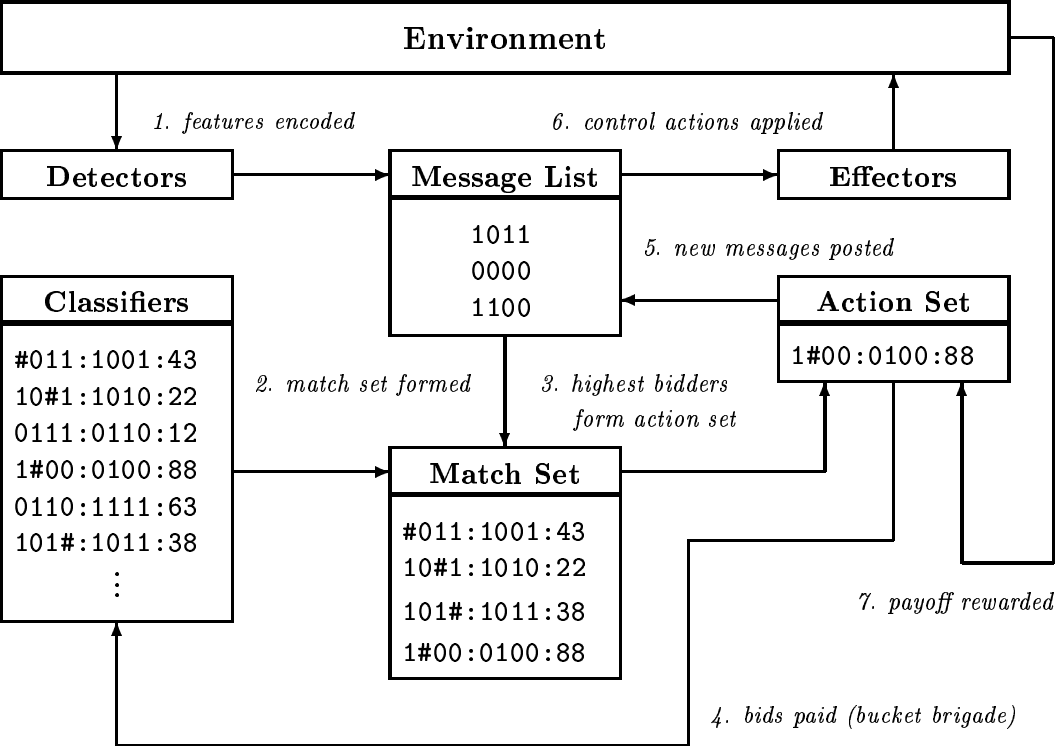 Environment
1. features encoded
6. control actions applied
Detectors
Message List
Effectors
1011
0000
1100
5. new messages posted
Classifiers
#011:1001:43
10#1:1010:22
0111:0110:12
1#00:0100:88
0110:1111:63
101#:1011:38
⋮
Action Set
1#00:0100:88
2. match set formed
3. highest bidders
form action set
Match Set
#011:1001:43
10#1:1010:22
101#:1011:38
1#00:0100:88
7. payoff rewarded
4. bids paid (bucket brigade)